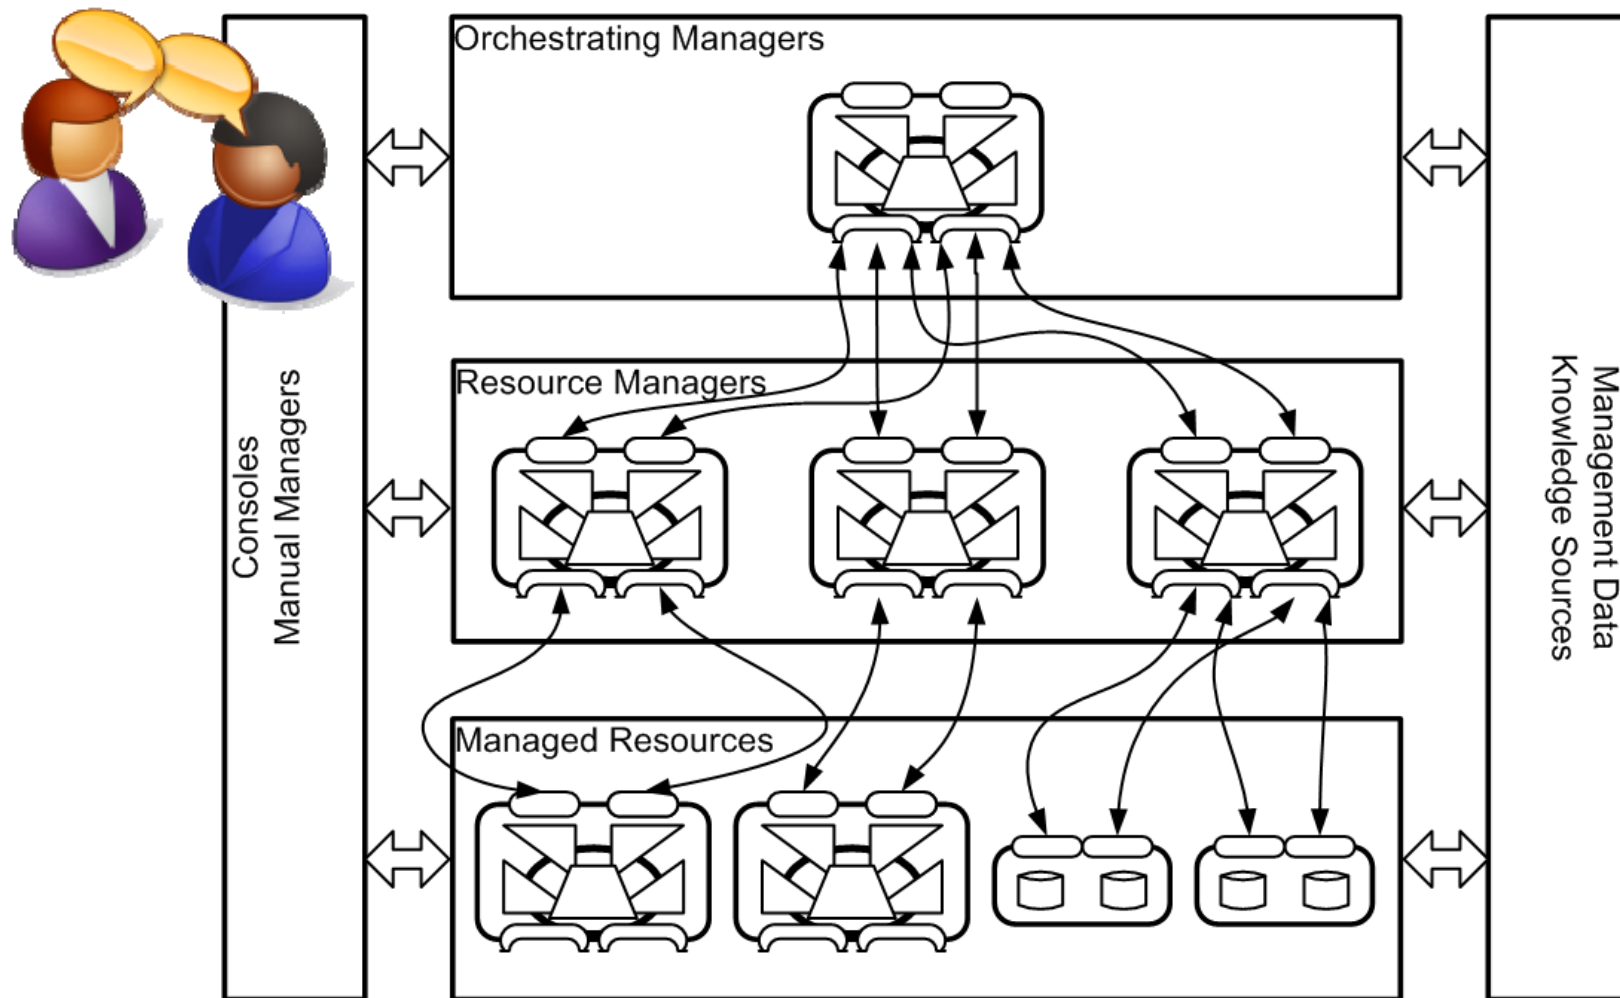 Orchestrating Managers
Resource Managers
Managed Resources
Consoles
Manual Managers
Management Data
Knowledge Sources